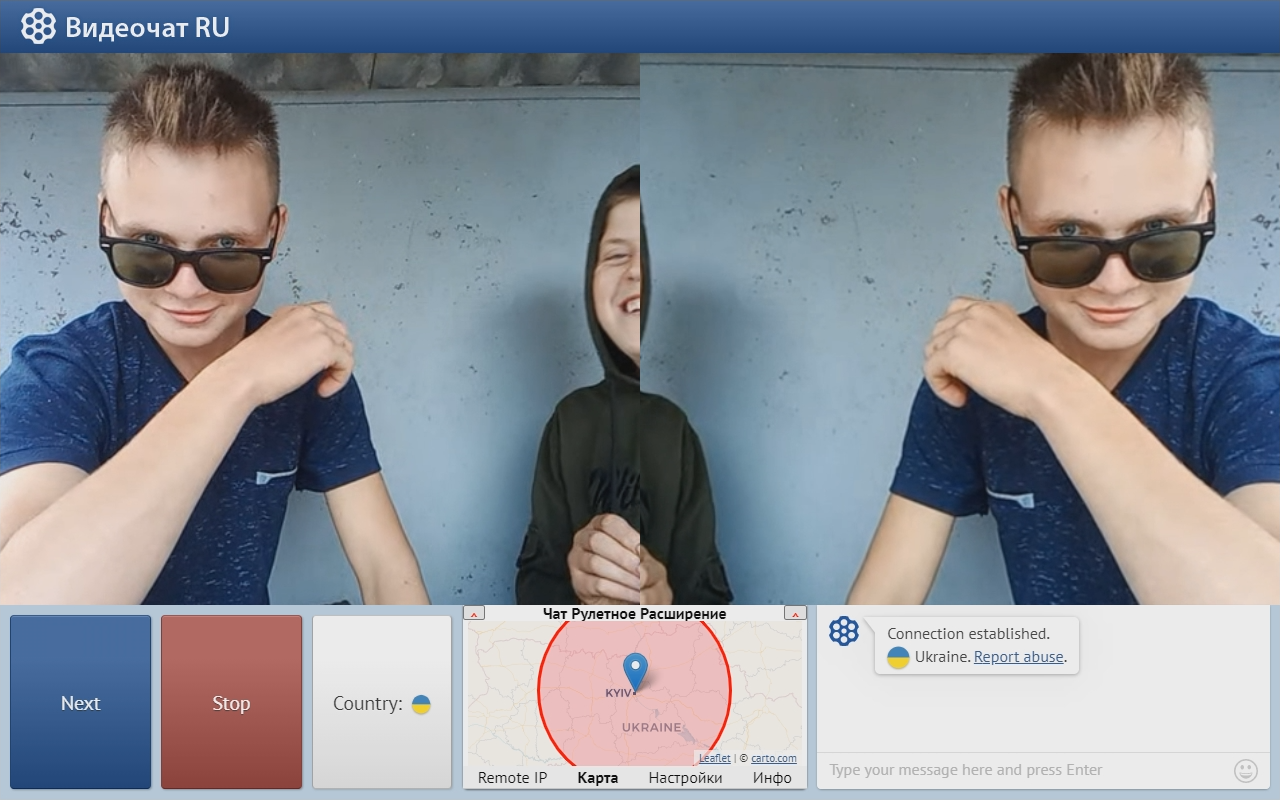 Видеочат RU
Next
Stop
Country:
Чат Рулетное Расширение
KYIV
UKRAINE
Leaflet | © carto.com
Remote IP Карта Настройки Инфо
Connection established.
Ukraine. Report abuse.
Type your message here and press Enter